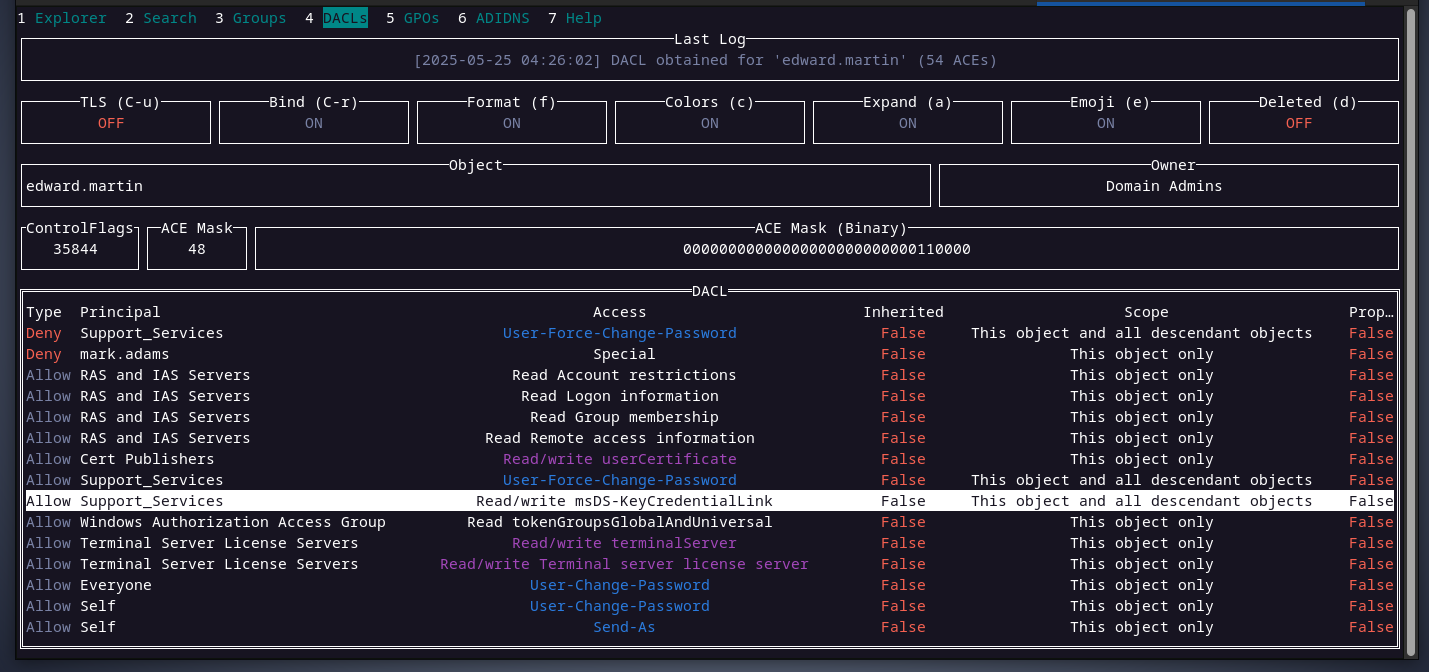 1 Explorer 2 Search 3 Groups 4 DACLs 5 GPOs 6 ADIDNS 7 Help
Last Log
[2025-05-25 04:26:02] DACL obtained for 'edward.martin' (54 ACEs)
TLS (C-u) Bind (C-r) Format (f) Colors (c) Expand (a) Emoji (e) Deleted (d)
OFF ON ON ON ON ON OFF
Object Owner
edward.martin Domain Admins
ControlFlags ACE Mask ACE Mask (Binary)
35844 48 00000000000000000000000000110000
DACL
Type Principal Access Inherited Scope Prop…
Deny Support_Services User-Force-Change-Password False This object and all descendant objects False
Deny mark.adams Special False This object only False
Allow RAS and IAS Servers Read Account restrictions False This object only False
Allow RAS and IAS Servers Read Logon information False This object only False
Allow RAS and IAS Servers Read Group membership False This object only False
Allow RAS and IAS Servers Read Remote access information False This object only False
Allow Cert Publishers Read/write userCertificate False This object only False
Allow Support_Services User-Force-Change-Password False This object and all descendant objects False
Allow Support_Services Read/write msDS-KeyCredentialLink False This object and all descendant objects False
Allow Windows Authorization Access Group Read tokenGroupsGlobalAndUniversal False This object only False
Allow Terminal Server License Servers Read/write terminalServer False This object only False
Allow Terminal Server License Servers Read/write Terminal server license server False This object only False
Allow Everyone User-Change-Password False This object only False
Allow Self User-Change-Password False This object only False
Allow Self Send-As False This object only False